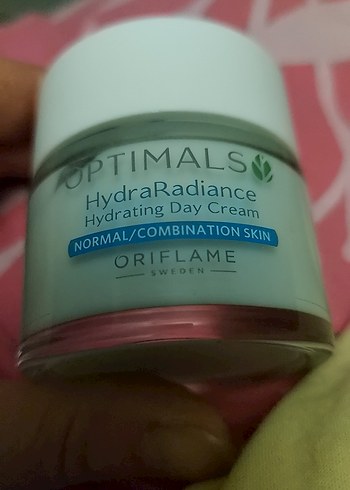 OPTIMALS
HydraRadiance
Hydrating Day Cream
NORMAL/COMBINATION SKIN
ORIFLAME
SWEDEN